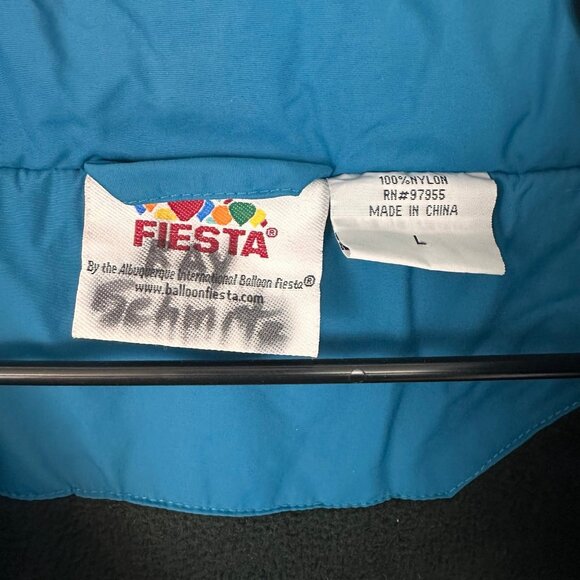 FIESTA®
RAY
By the Albuquerque International Balloon Fiesta®
www.balloonfiesta.com
100% NYLON
RN#97955
MADE IN CHINA
L